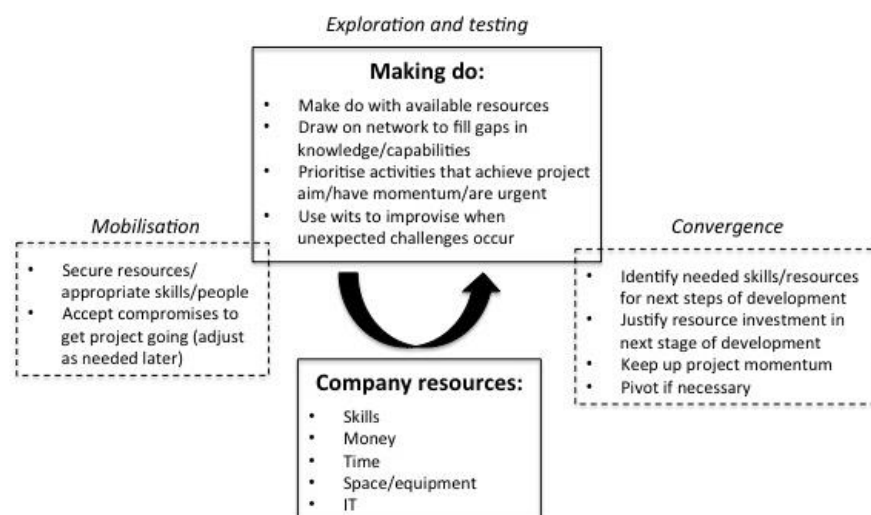 Exploration and testing
Making do:
• Make do with available resources
• Draw on network to fill gaps in
knowledge/capabilities
• Prioritise activities that achieve project
aim/have momentum/are urgent
• Use wits to improvise when
unexpected challenges occur
Mobilisation
• Secure resources/
appropriate skills/people
• Accept compromises to
get project going (adjust
as needed later)
Convergence
• Identify needed skills/resources
for next steps of development
• Justify resource investment in
next stage of development
• Keep up project momentum
• Pivot if necessary
Company resources:
• Skills
• Money
• Time
• Space/equipment
• IT